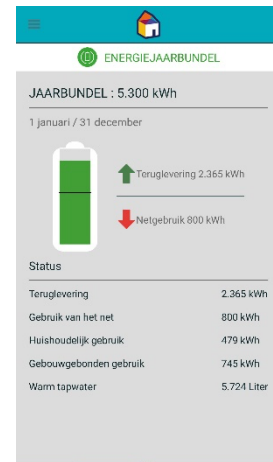 D ENERGIEJAARBUNDEL
JAARBUNDEL : 5.300 kWh
1 januari / 31 december
Teruglevering 2.365 kWh
Netgebruik 800 kWh
Status
Teruglevering 2.365 kWh
Gebruik van het net 800 kWh
Huishoudelijk gebruik 479 kWh
Gebouwgebonden gebruik 745 kWh
Warm tapwater 5.724 Liter